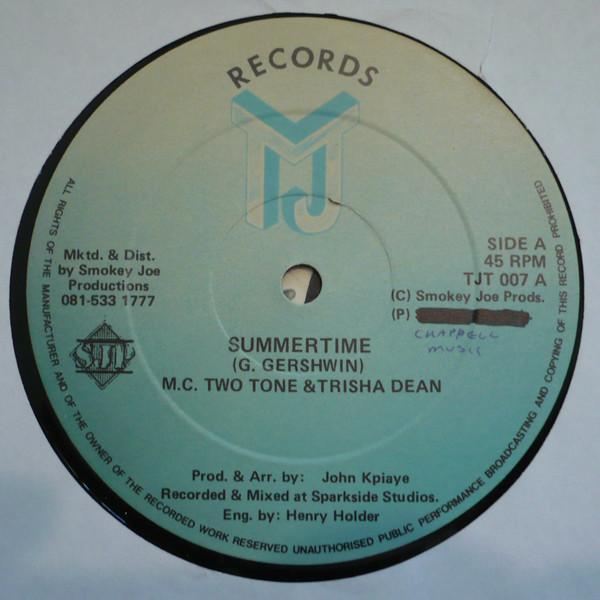 RECORDS
TJ
SIDE A
45 RPM
TJT 007 A
(C) Smokey Joe Prods.
(P)
CHAPPELL
MUSIC
Mktd. & Dist.
by Smokey Joe
Productions
081-533 1777
SJP
SUMMERTIME
(G. GERSHWIN)
M.C. TWO TONE & TRISHA DEAN
Prod. & Arr. by: John Kpiaye
Recorded & Mixed at Sparkside Studios.
Eng. by: Henry Holder
ALL RIGHTS OF THE MANUFACTURER AND OF THE OWNER OF THE RECORDED WORK RESERVED UNAUTHORISED PUBLIC PERFORMANCE BROADCASTING AND COPYING OF THIS RECORD PROHIBITED